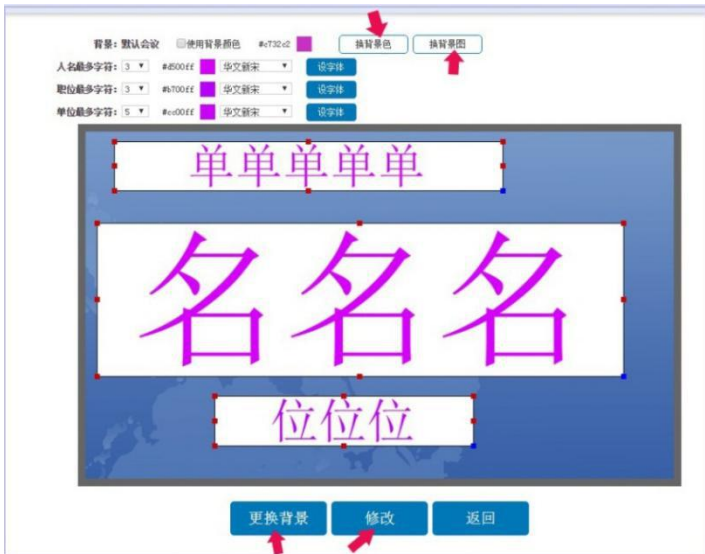 背景: 默认会议 使用背景颜色 #c732c2 换背景色 换背景图
人名最多字符: 3 #d500ff 华文新宋 设字体
职位最多字符: 3 #b700ff 华文新宋 设字体
单位最多字符: 5 #cc00ff 华文新宋 设字体
单单单单单
名名名
位位位
更换背景 修改 返回